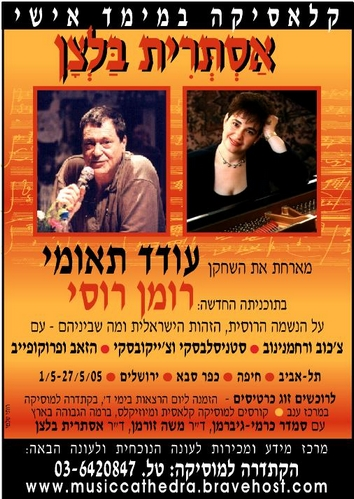 קלאסיקה במימד אישי
אַסְתְרִית בַּלְצָן
מארחת את השחקן עודד תאומי
בתוכניתה החדשה: רומן רוסי
על הנשמה הרוסית, הזהות הישראלית ומה שביניהם - עם
צ'כוב ורחמנינוב • סטניסלבסקי וצ'ייקובסקי • הזאב ופרוקופייב
תל-אביב • חיפה • כפר סבא • ירושלים • 1/5-27/5/05
לרוכשים זוג כרטיסים - הזמנה ליום הרצאות בימי ד', בקתדרה למוסיקה
במרכז ענב • קורסים למוסיקה קלאסית ומיוזיקלס, ברמה הגבוהה בארץ
עם סמדר כרמי-גיברמן, ד"ר משה זורמן, ד"ר אסתרית בלצן
מרכז מידע ומכירות לעונה הנוכחית ולעונה הבאה:
הקתדרה למוסיקה: טל. 03-6420847
www.musiccathedra.bravehost.com